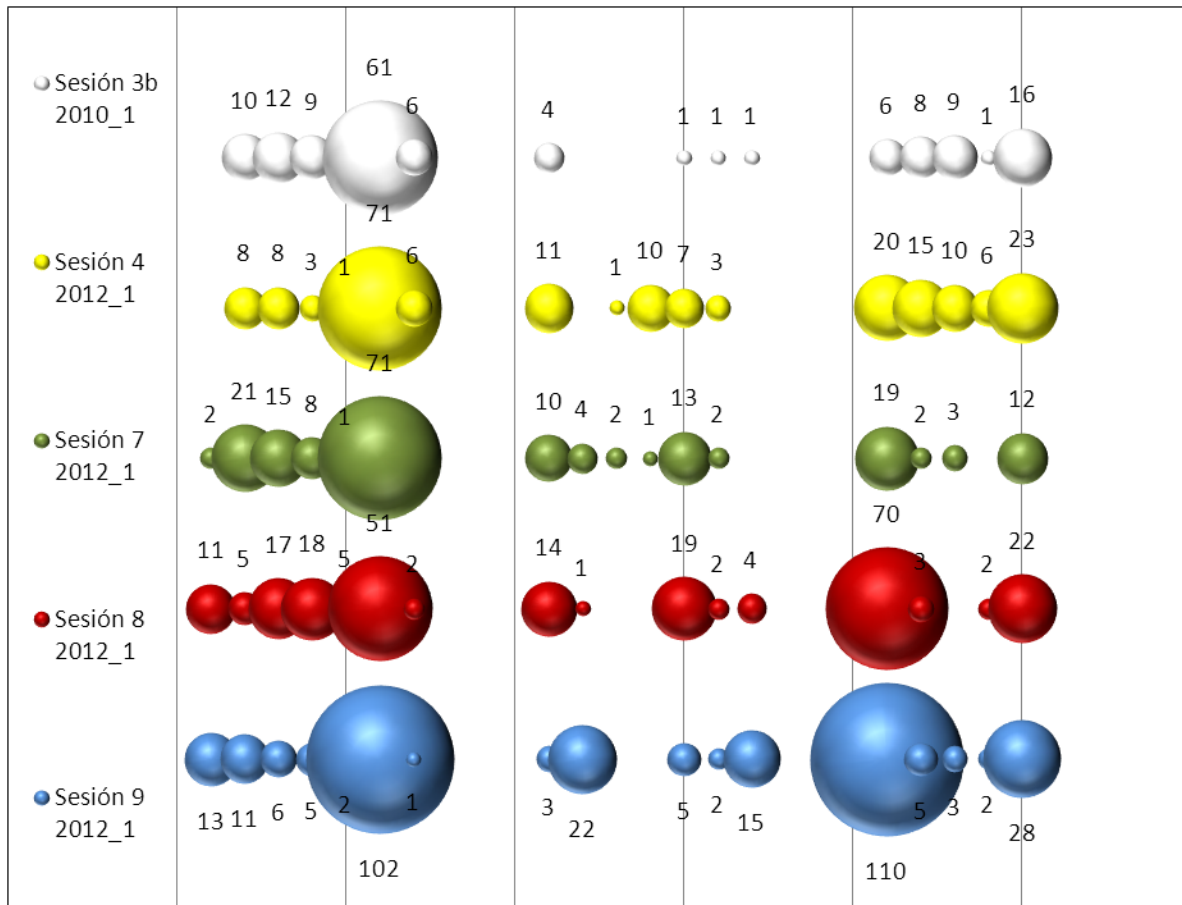 Sesión 3b
2010_1
10 12 9 61 6 4 1 1 1 6 8 9 1 16
Sesión 4
2012_1
8 8 3 1 71 6 11 1 10 7 3 20 15 10 6 23
Sesión 7
2012_1
2 21 15 8 1 71 10 4 2 1 13 2 19 2 3 12
Sesión 8
2012_1
11 5 17 18 5 51 2 14 1 19 2 4 70 3 2 22
Sesión 9
2012_1
13 11 6 5 2 102 1 3 22 5 2 15 110 5 3 2 28